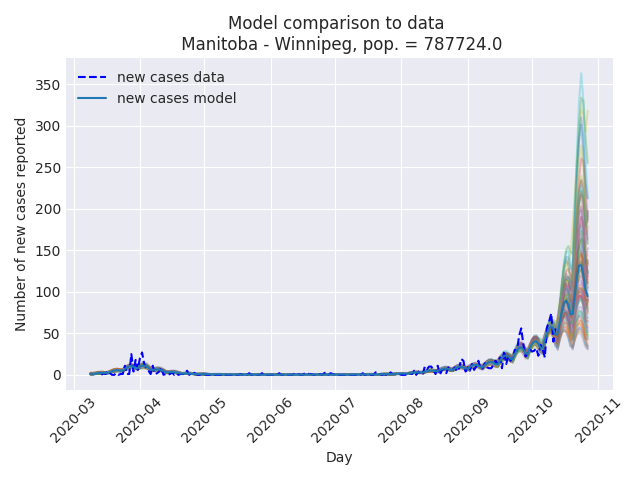 Model comparison to data
Manitoba - Winnipeg, pop. = 787724.0
new cases data
new cases model
Number of new cases reported
350
300
250
200
150
100
50
0
2020-03
2020-04
2020-05
2020-06
2020-07
2020-08
2020-09
2020-10
2020-11
Day